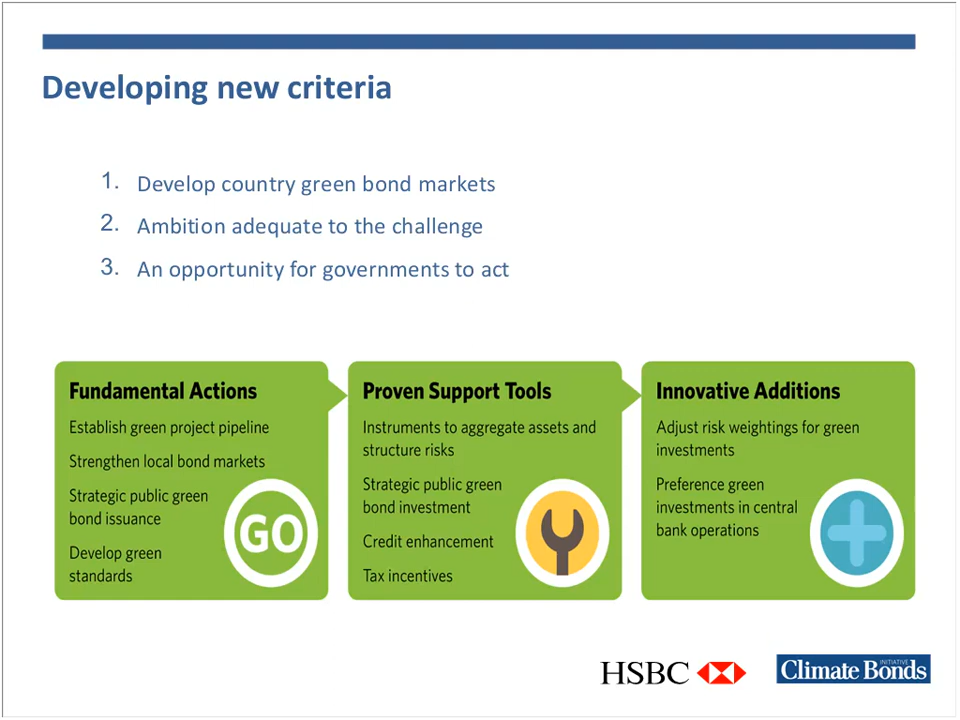 Developing new criteria
1. Develop country green bond markets
2. Ambition adequate to the challenge
3. An opportunity for governments to act
Fundamental Actions
Establish green project pipeline
Strengthen local bond markets
Strategic public green
bond issuance
Develop green
standards
GO
Proven Support Tools
Instruments to aggregate assets and
structure risks
Strategic public green
bond investment
Credit enhancement
Tax incentives
Innovative Additions
Adjust risk weightings for green
investments
Preference green
investments in central
bank operations
HSBC
Climate Bonds
INITIATIVE